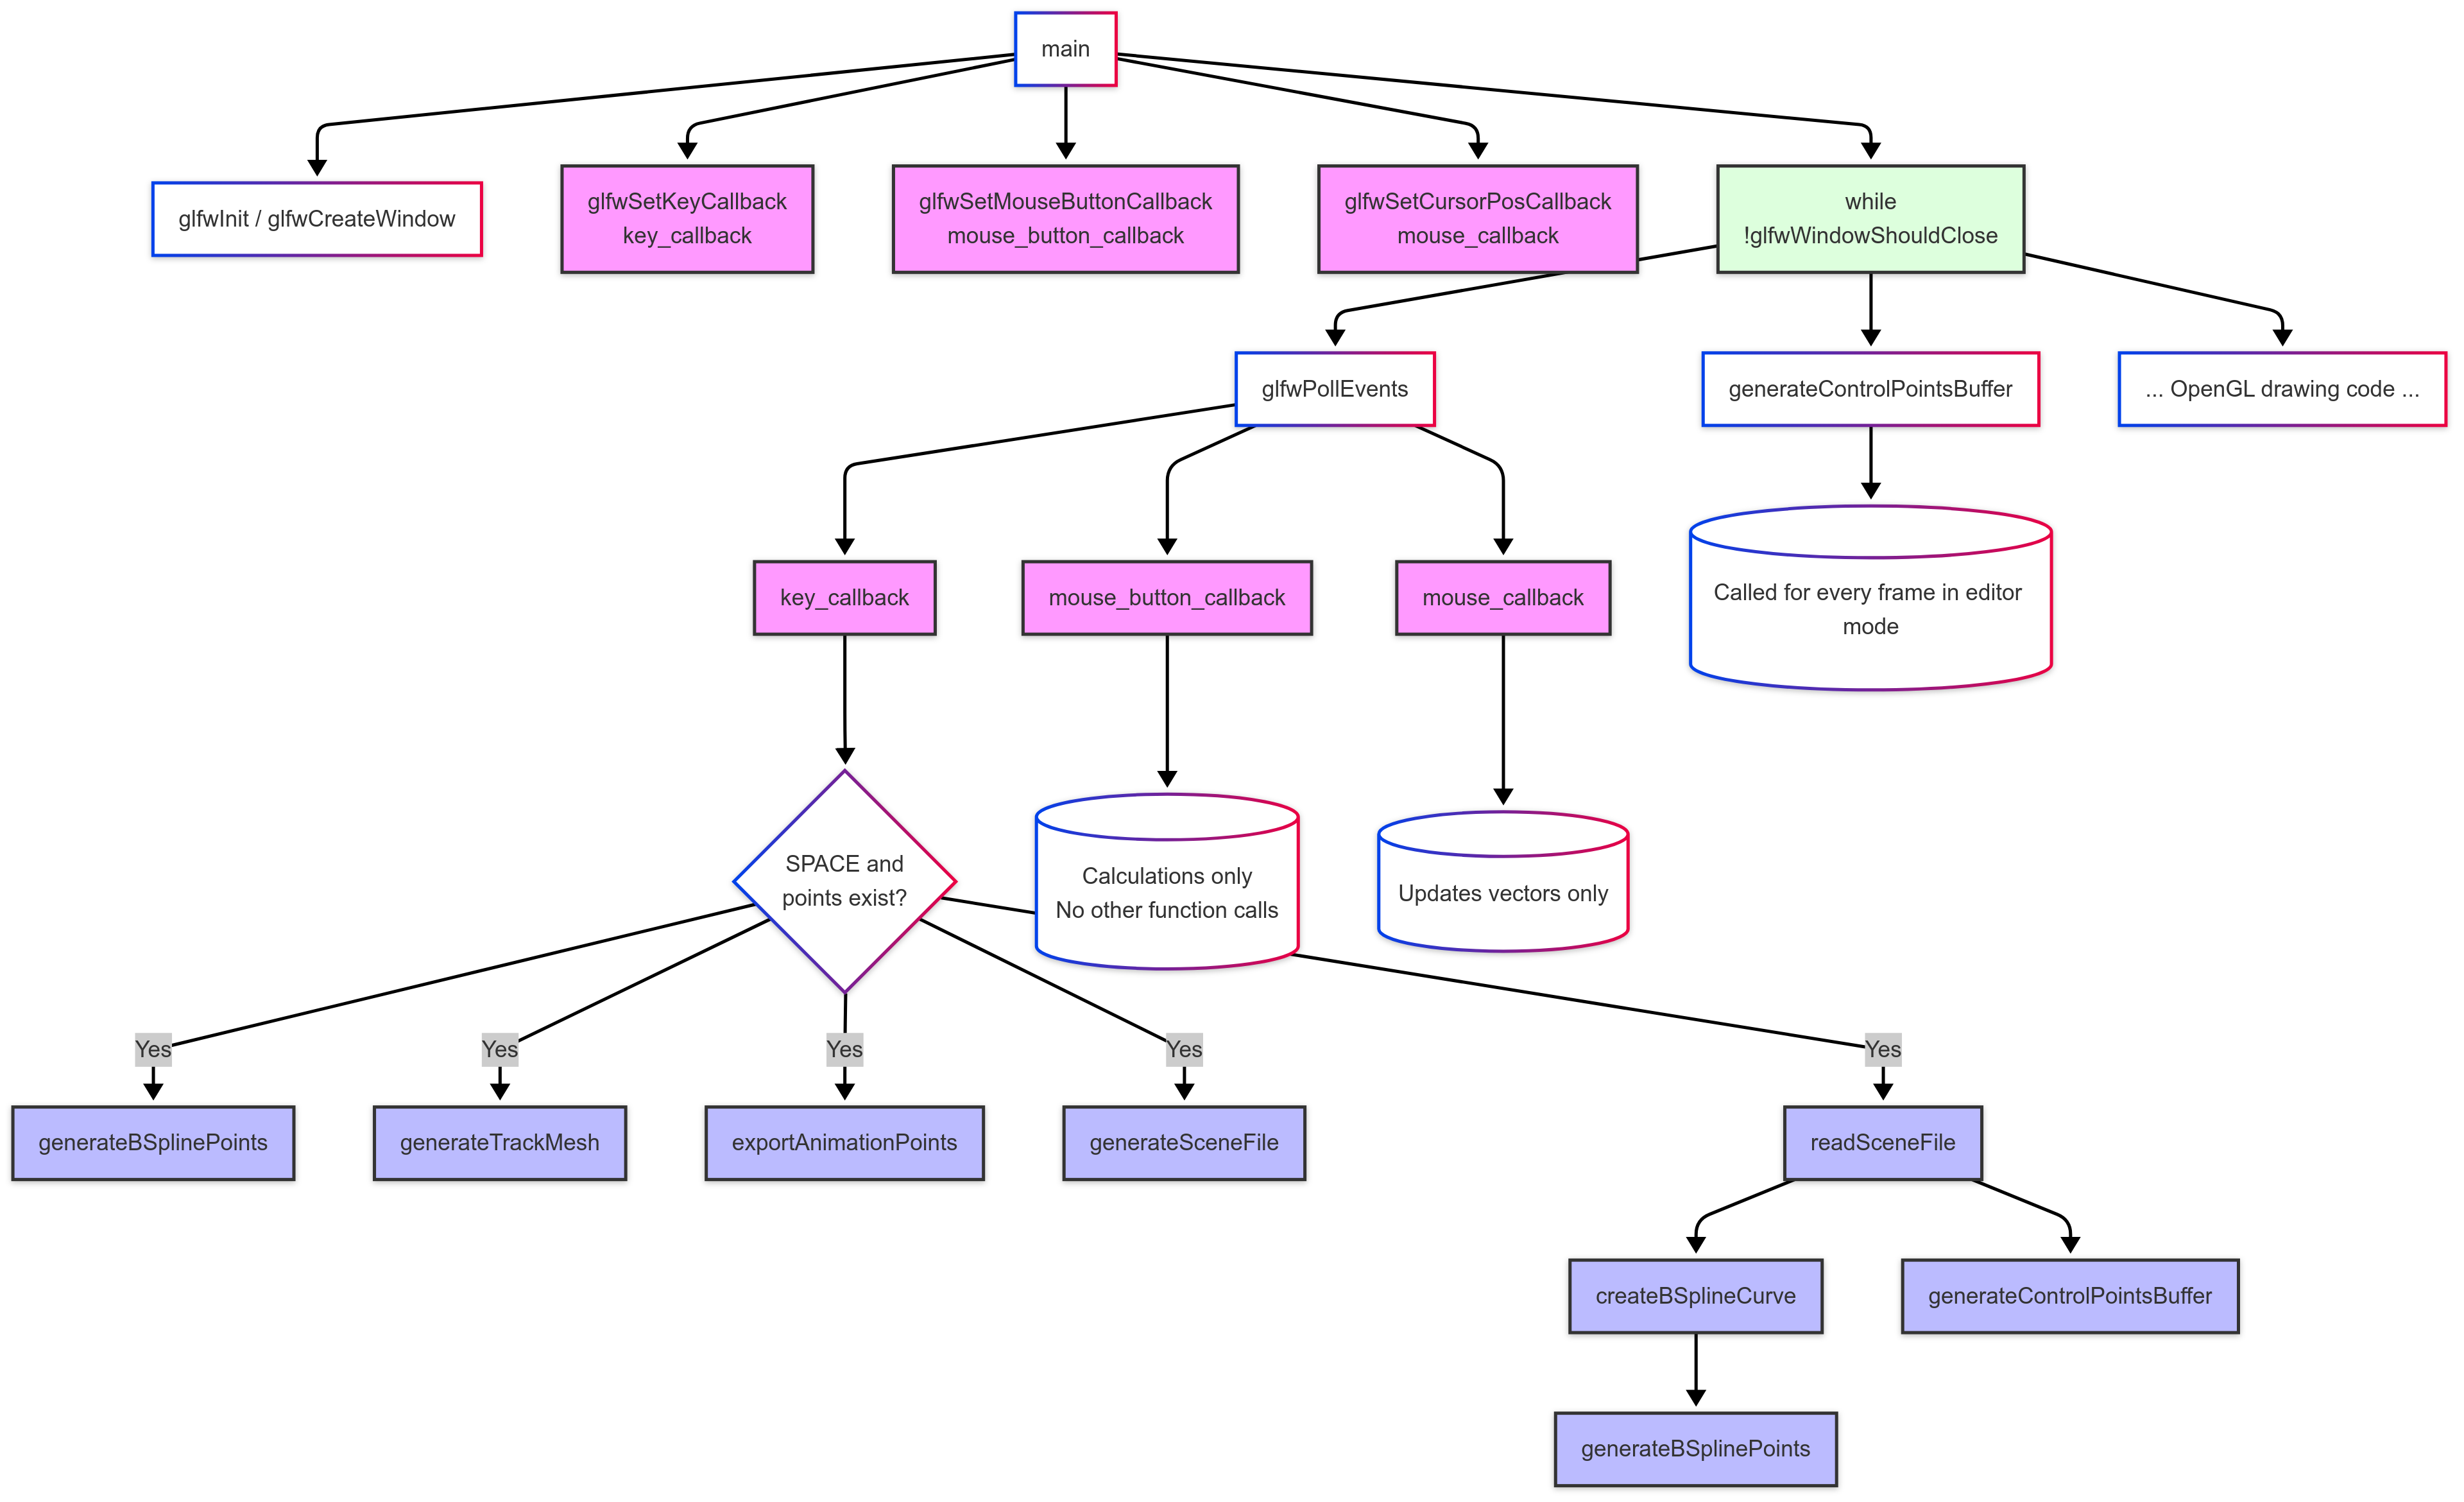 main
glfwInit / glfwCreateWindow
glfwSetKeyCallback
key_callback
glfwSetMouseButtonCallback
mouse_button_callback
glfwSetCursorPosCallback
mouse_callback
while
!glfwWindowShouldClose
glfwPollEvents
generateControlPointsBuffer
... OpenGL drawing code ...
key_callback
mouse_button_callback
mouse_callback
Called for every frame in editor
mode
SPACE and
points exist?
Calculations only
No other function calls
Updates vectors only
Yes
Yes
Yes
Yes
Yes
generateBSplinePoints
generateTrackMesh
exportAnimationPoints
generateSceneFile
readSceneFile
createBSplineCurve
generateControlPointsBuffer
generateBSplinePoints